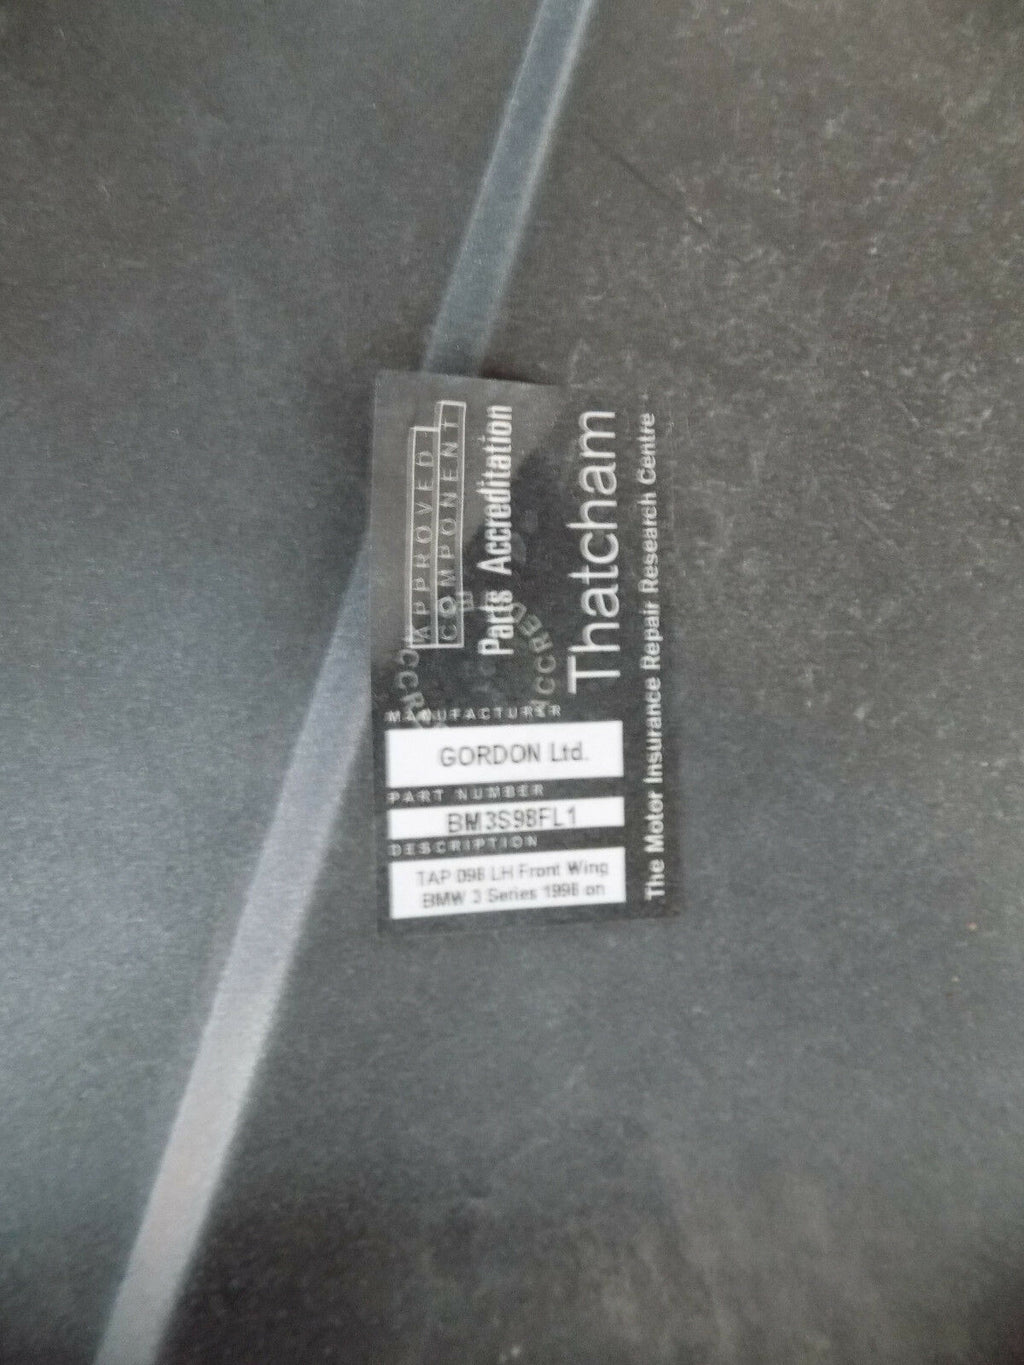 APPROVED
COMPONENT
Parts Accreditation
Thatcham
The Motor Insurance Repair Research Centre
MANUFACTURER
GORDON Ltd.
PART NUMBER
BM3S98FL1
DESCRIPTION
TAP 098 LH Front Wing
BMW 3 Series 1998 on